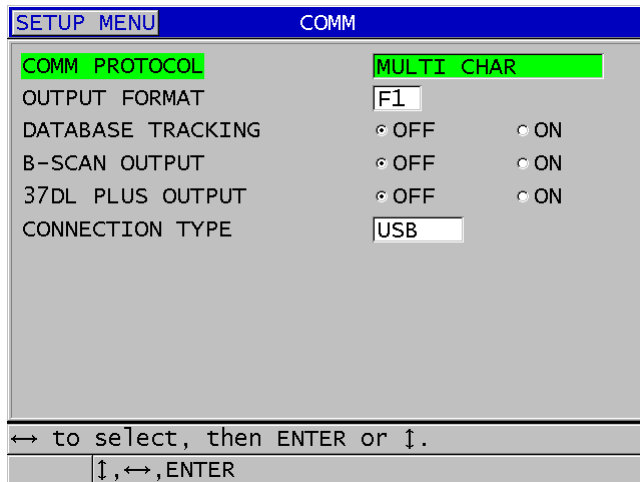 SETUP MENU COMM
COMM PROTOCOL MULTI CHAR
OUTPUT FORMAT F1
DATABASE TRACKING OFF ON
B-SCAN OUTPUT OFF ON
37DL PLUS OUTPUT OFF ON
CONNECTION TYPE USB
↔ to select, then ENTER or ↕.
↕,↔,ENTER